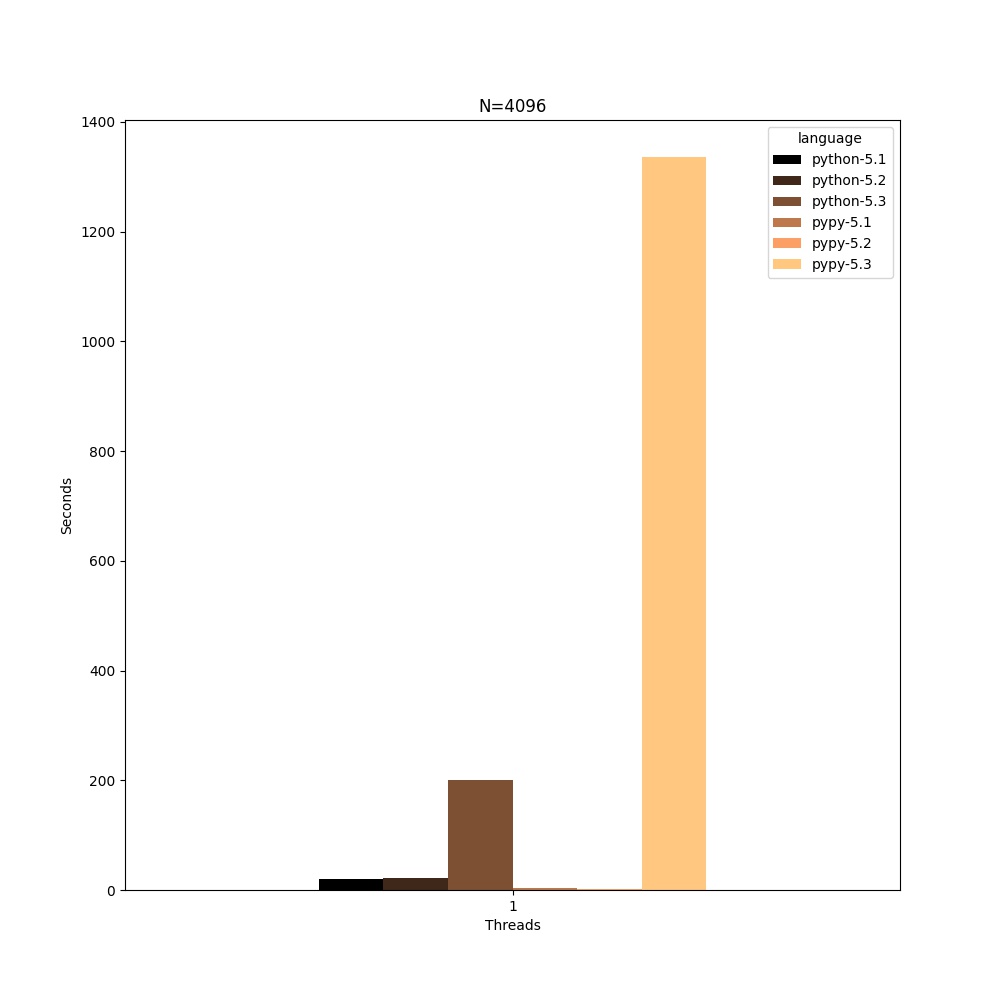 N=4096
1400
1200
1000
800
600
400
200
0
Seconds
1
Threads
language
python-5.1
python-5.2
python-5.3
pypy-5.1
pypy-5.2
pypy-5.3